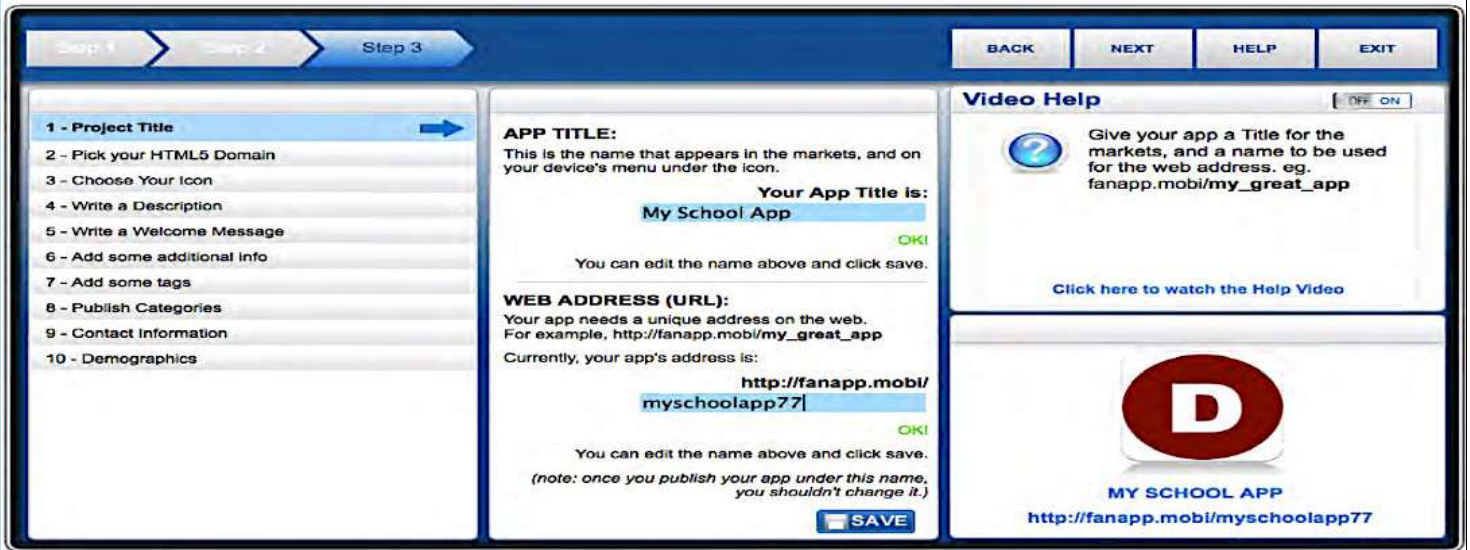 Step 1
Step 2
Step 3
BACK
NEXT
HELP
EXIT
1 - Project Title
2 - Pick your HTML5 Domain
3 - Choose Your Icon
4 - Write a Description
5 - Write a Welcome Message
6 - Add some additional info
7 - Add some tags
8 - Publish Categories
9 - Contact Information
10 - Demographics
APP TITLE:
This is the name that appears in the markets, and on
your device's menu under the icon.
Your App Title is:
My School App
OK!
You can edit the name above and click save.
WEB ADDRESS (URL):
Your app needs a unique address on the web.
For example, http://fanapp.mobi/my_great_app
Currently, your app's address is:
http://fanapp.mobi/
myschoolapp77
OK!
You can edit the name above and click save.
(note: once you publish your app under this name,
you shouldn't change it.)
SAVE
Video Help
OFF ON
Give your app a Title for the
markets, and a name to be used
for the web address. eg.
fanapp.mobi/my_great_app
Click here to watch the Help Video
D
MY SCHOOL APP
http://fanapp.mobi/myschoolapp77